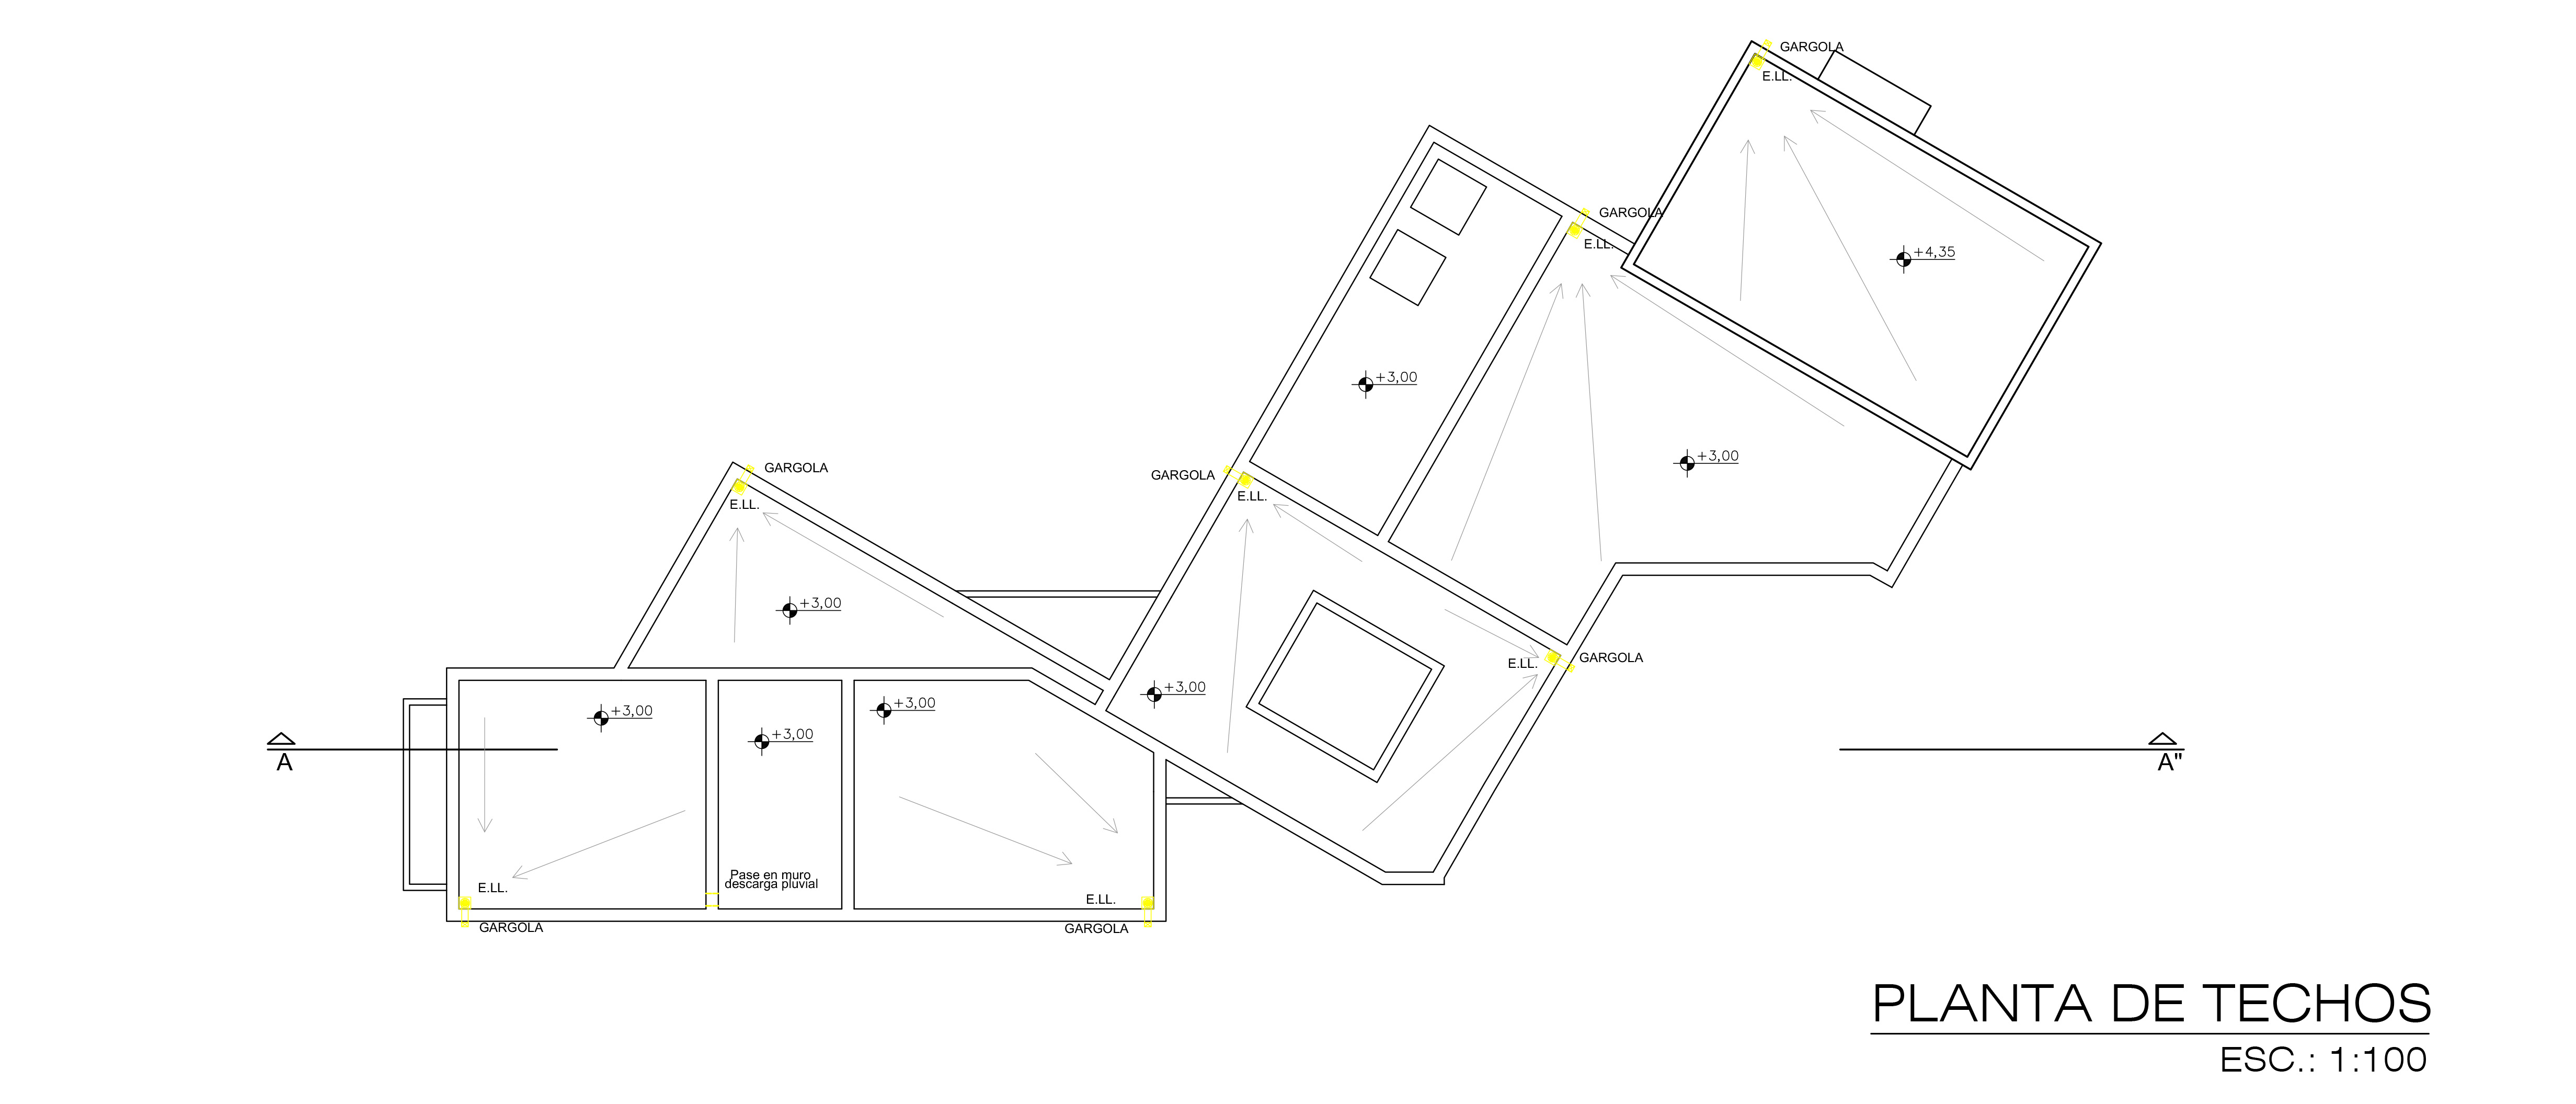 GARGOLA
E.LL.
GARGOLA
E.LL.
+4,35
+3,00
+3,00
GARGOLA
E.LL.
GARGOLA
E.LL.
+3,00
E.LL.
GARGOLA
+3,00
+3,00
+3,00
+3,00
A
A"
Pase en muro
descarga pluvial
E.LL.
GARGOLA
E.LL.
GARGOLA
PLANTA DE TECHOS
ESC.: 1:100